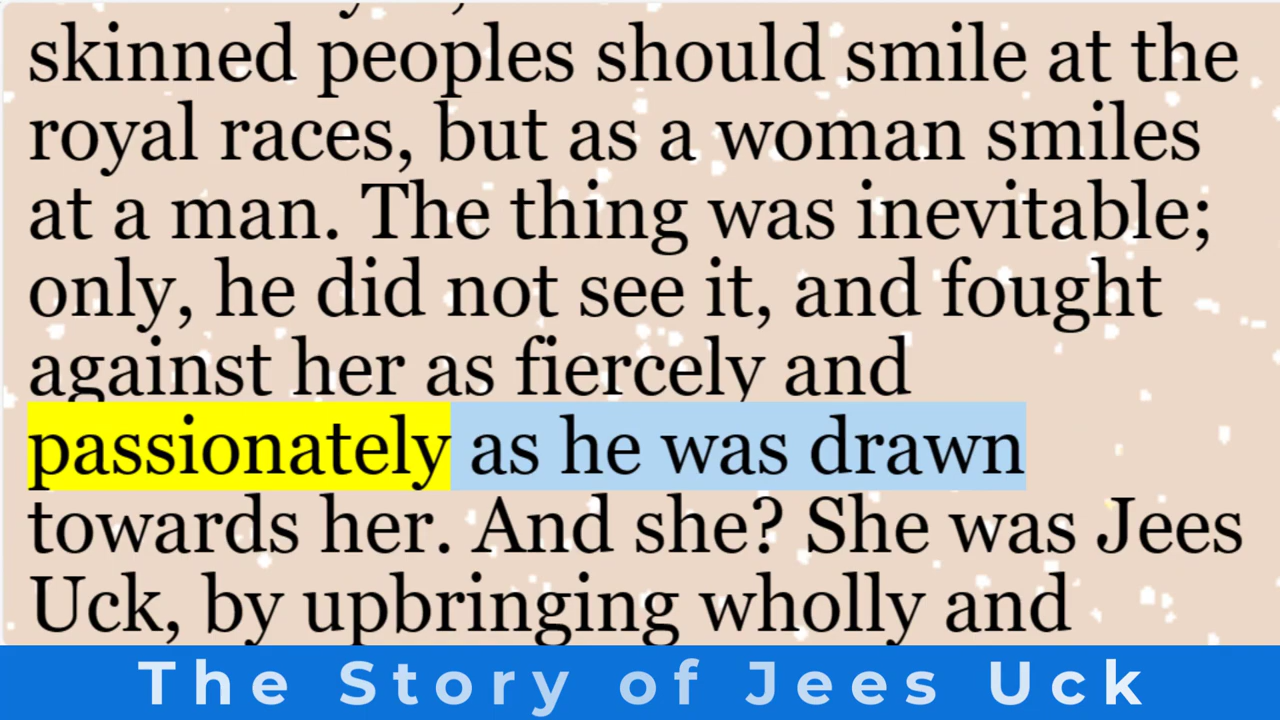 skinned peoples should smile at the
royal races, but as a woman smiles
at a man. The thing was inevitable;
only, he did not see it, and fought
against her as fiercely and
passionately as he was drawn
towards her. And she? She was Jees
Uck, by upbringing wholly and
The Story of Jees Uck